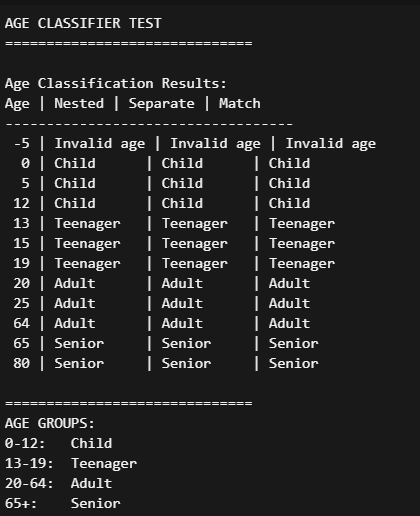 AGE CLASSIFIER TEST
==============================
Age Classification Results:
Age | Nested | Separate | Match
-----------------------------------
 -5 | Invalid age | Invalid age | Invalid age
  0 | Child      | Child      | Child
  5 | Child      | Child      | Child
 12 | Child      | Child      | Child
 13 | Teenager   | Teenager   | Teenager
 15 | Teenager   | Teenager   | Teenager
 19 | Teenager   | Teenager   | Teenager
 20 | Adult      | Adult      | Adult
 25 | Adult      | Adult      | Adult
 64 | Adult      | Adult      | Adult
 65 | Senior     | Senior     | Senior
 80 | Senior     | Senior     | Senior
==============================
AGE GROUPS:
0-12:   Child
13-19:  Teenager
20-64:  Adult
65+:    Senior